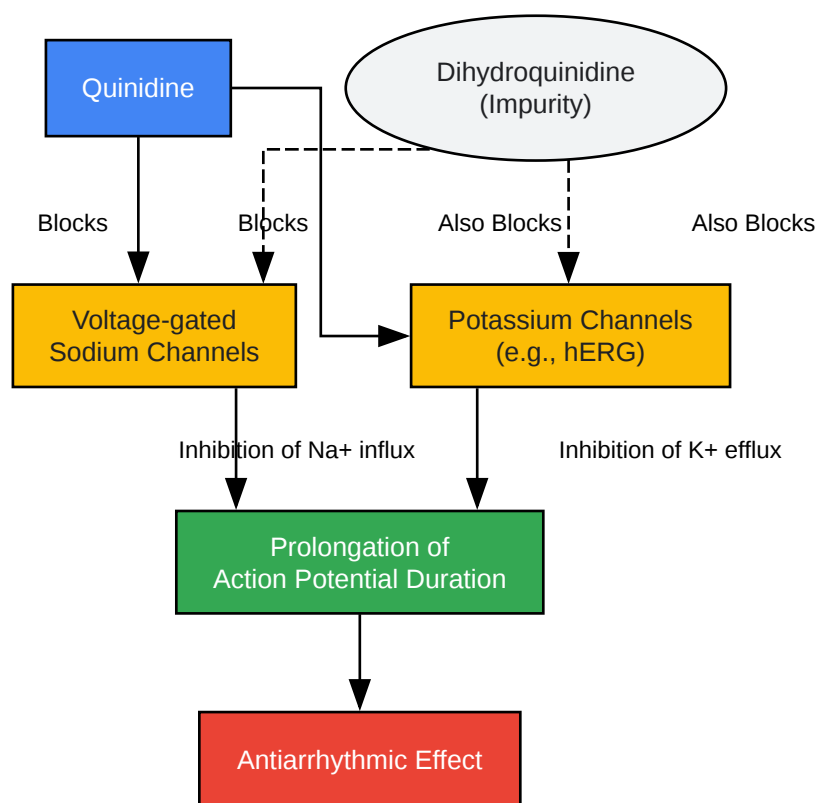 Quinidine
Dihydroquinidine
(Impurity)
Blocks
Blocks
Also Blocks
Also Blocks
Voltage-gated
Sodium Channels
Potassium Channels
(e.g., hERG)
Inhibition of Na+ influx
Inhibition of K+ efflux
Prolongation of
Action Potential Duration
Antiarrhythmic Effect